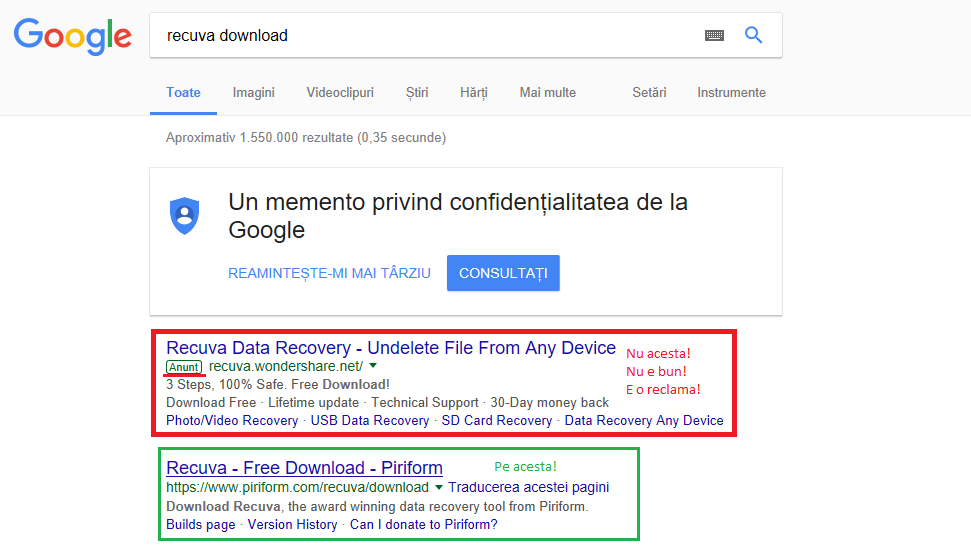 Google
recuva download
Toate Imagini Videoclipuri Știri Hărți Mai multe Setări Instrumente
Aproximativ 1.550.000 rezultate (0,35 secunde)
Un memento privind confidențialitatea de la
Google
REAMINTEȘTE-MI MAI TÂRZIU CONSULTAȚI
Recuva Data Recovery - Undelete File From Any Device
Anunț recuva.wondershare.net/
3 Steps, 100% Safe. Free Download!
Download Free · Lifetime update · Technical Support · 30-Day money back
Photo/Video Recovery · USB Data Recovery · SD Card Recovery · Data Recovery Any Device
Nu acesta!
Nu e bun!
E o reclama!
Recuva - Free Download - Piriform
Pe acesta!
https://www.piriform.com/recuva/download Traducerea acestei pagini
Download Recuva, the award winning data recovery tool from Piriform.
Builds page · Version History · Can I donate to Piriform?